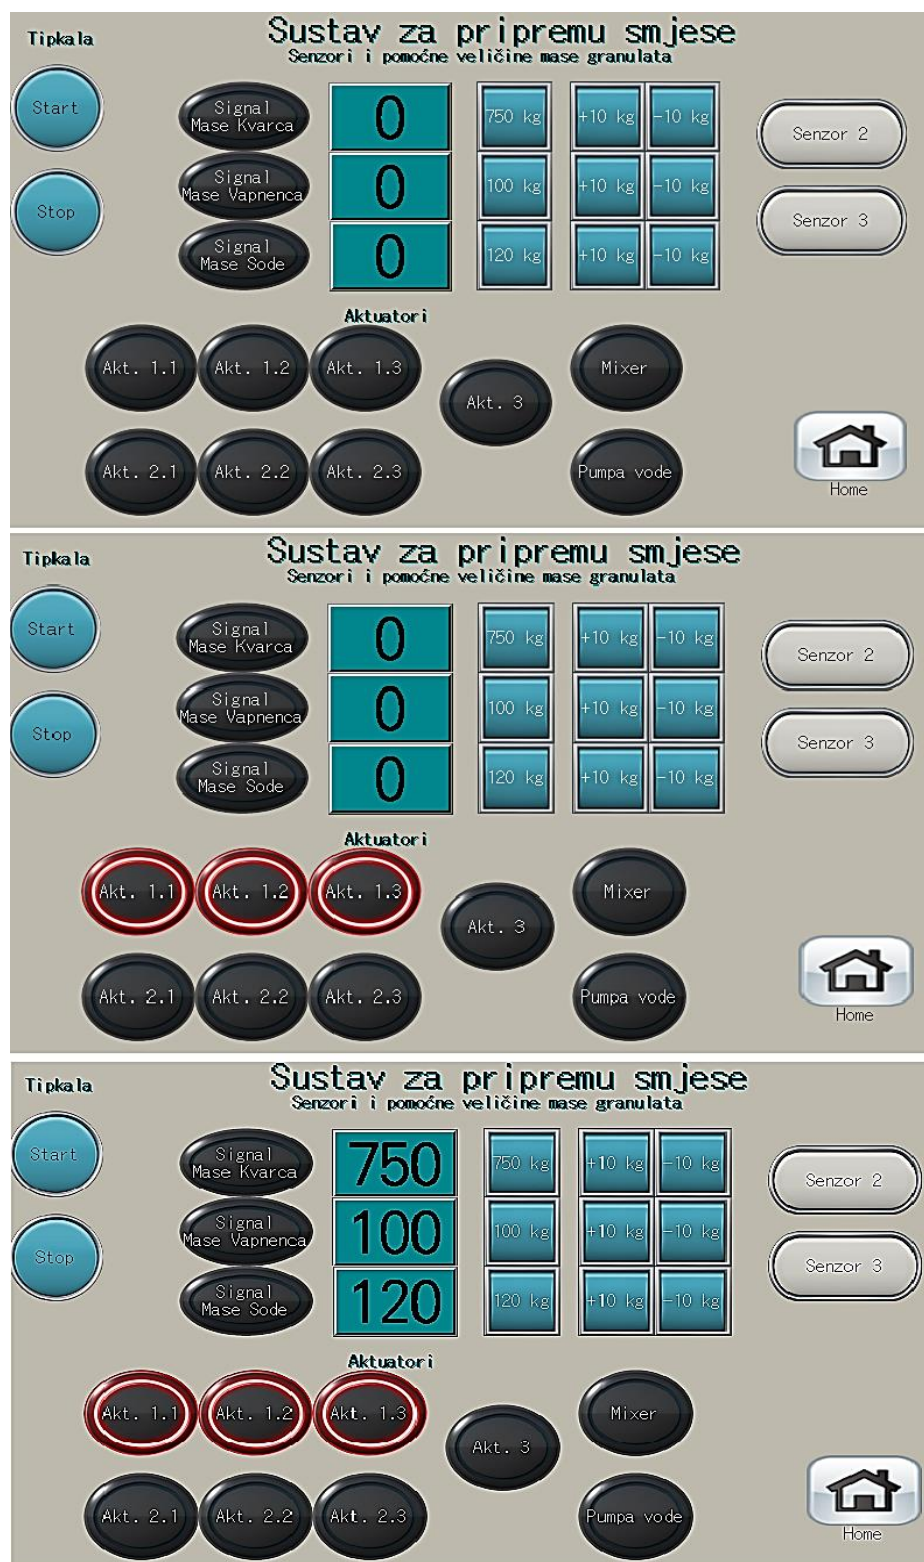 Tipkala
Sustav za pripremu smjese
Senzori i pomoćne veličine mase granulata
Start
Signal
Mase Kvarca
0
750 kg
+10 kg
-10 kg
Senzor 2
Stop
Signal
Mase Vapnenca
0
100 kg
+10 kg
-10 kg
Senzor 3
Signal
Mase Sode
0
120 kg
+10 kg
-10 kg
Aktuatori
Akt. 1.1
Akt. 1.2
Akt. 1.3
Akt. 3
Mixer
Akt. 2.1
Akt. 2.2
Akt. 2.3
Pumpa vode
Home
Tipkala
Sustav za pripremu smjese
Senzori i pomoćne veličine mase granulata
Start
Signal
Mase Kvarca
0
750 kg
+10 kg
-10 kg
Senzor 2
Stop
Signal
Mase Vapnenca
0
100 kg
+10 kg
-10 kg
Senzor 3
Signal
Mase Sode
0
120 kg
+10 kg
-10 kg
Aktuatori
Akt. 1.1
Akt. 1.2
Akt. 1.3
Akt. 3
Mixer
Akt. 2.1
Akt. 2.2
Akt. 2.3
Pumpa vode
Home
Tipkala
Sustav za pripremu smjese
Senzori i pomoćne veličine mase granulata
Start
Signal
Mase Kvarca
750
750 kg
+10 kg
-10 kg
Senzor 2
Stop
Signal
Mase Vapnenca
100
100 kg
+10 kg
-10 kg
Senzor 3
Signal
Mase Sode
120
120 kg
+10 kg
-10 kg
Aktuatori
Akt. 1.1
Akt. 1.2
Akt. 1.3
Akt. 3
Mixer
Akt. 2.1
Akt. 2.2
Akt. 2.3
Pumpa vode
Home